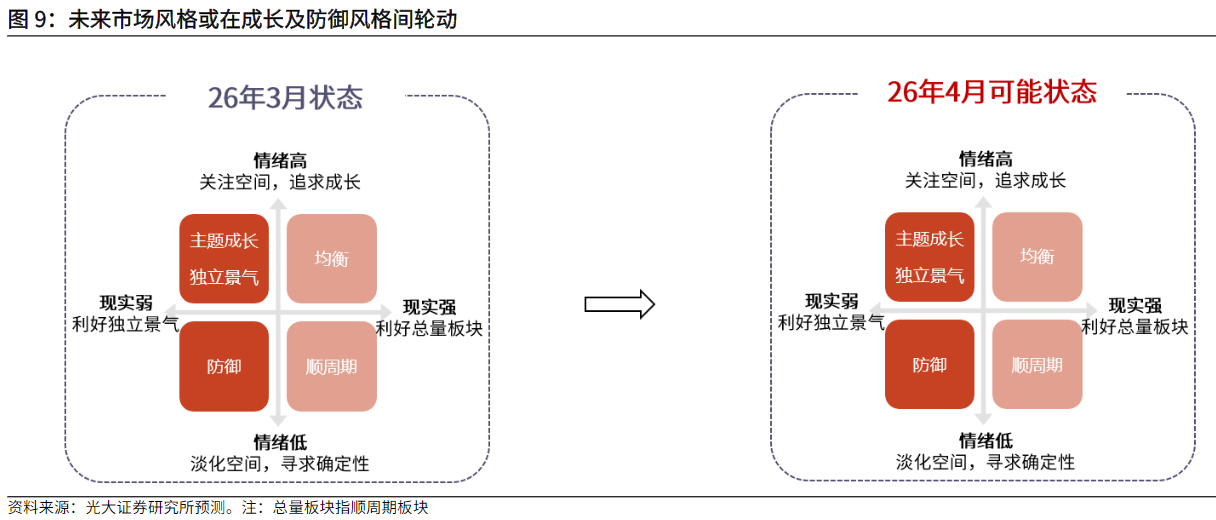 图 9：未来市场风格或在成长及防御风格间轮动
26年3月状态
情绪高
关注空间，追求成长
主题成长
独立景气
均衡
现实弱
利好独立景气
现实强
利好总量板块
防御
顺周期
情绪低
淡化空间，寻求确定性
26年4月可能状态
情绪高
关注空间，追求成长
主题成长
独立景气
均衡
现实弱
利好独立景气
现实强
利好总量板块
防御
顺周期
情绪低
淡化空间，寻求确定性
资料来源：光大证券研究所预测。注：总量板块指顺周期板块